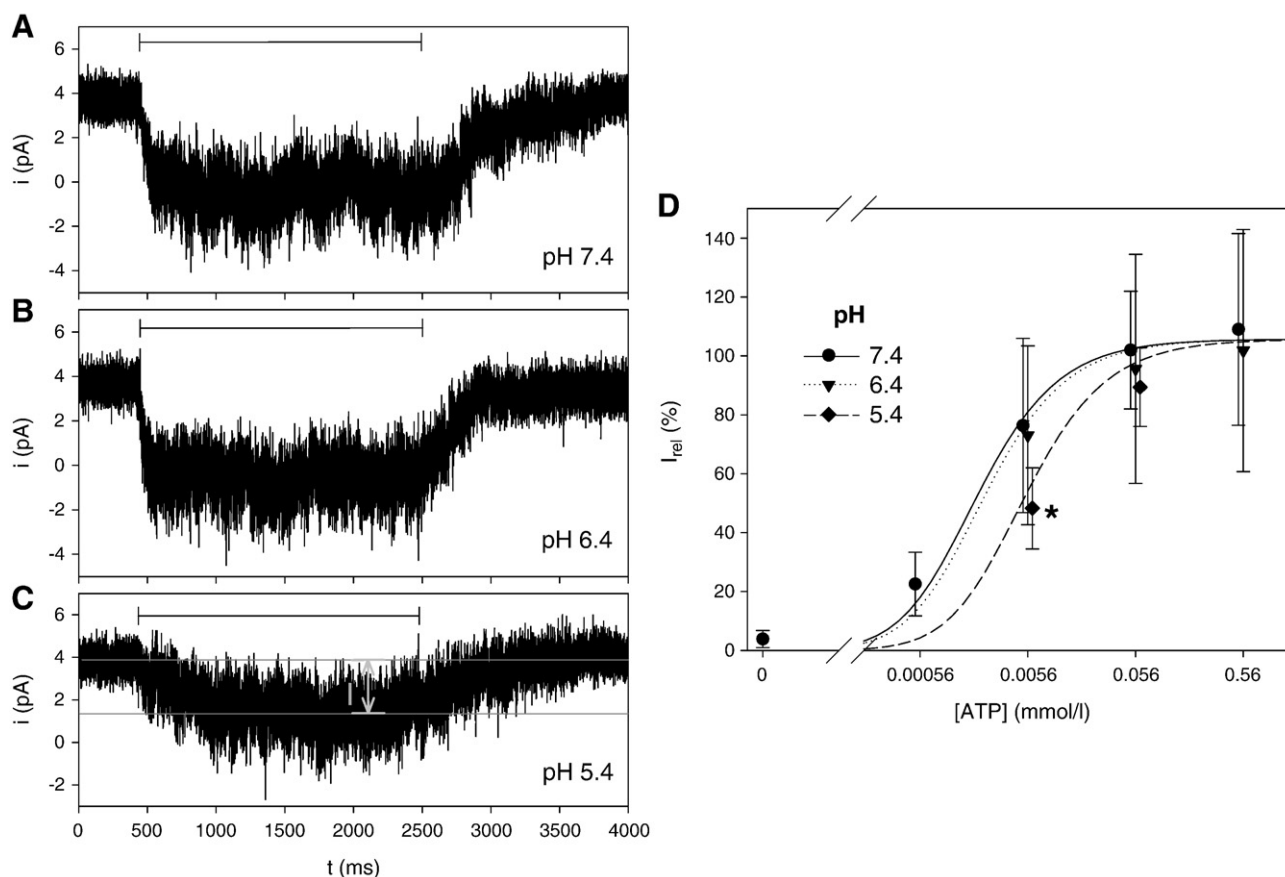 A
6
4
2
0
-2
-4
i (pA)
pH 7.4
B
6
4
2
0
-2
-4
i (pA)
pH 6.4
C
6
4
2
0
-2
i (pA)
I
pH 5.4
0 500 1000 1500 2000 2500 3000 3500 4000
t (ms)
D
140
120
100
80
60
40
20
0
I rel (%)
pH
7.4
6.4
5.4
*
0 0.00056 0.0056 0.056 0.56
[ATP] (mmol/l)